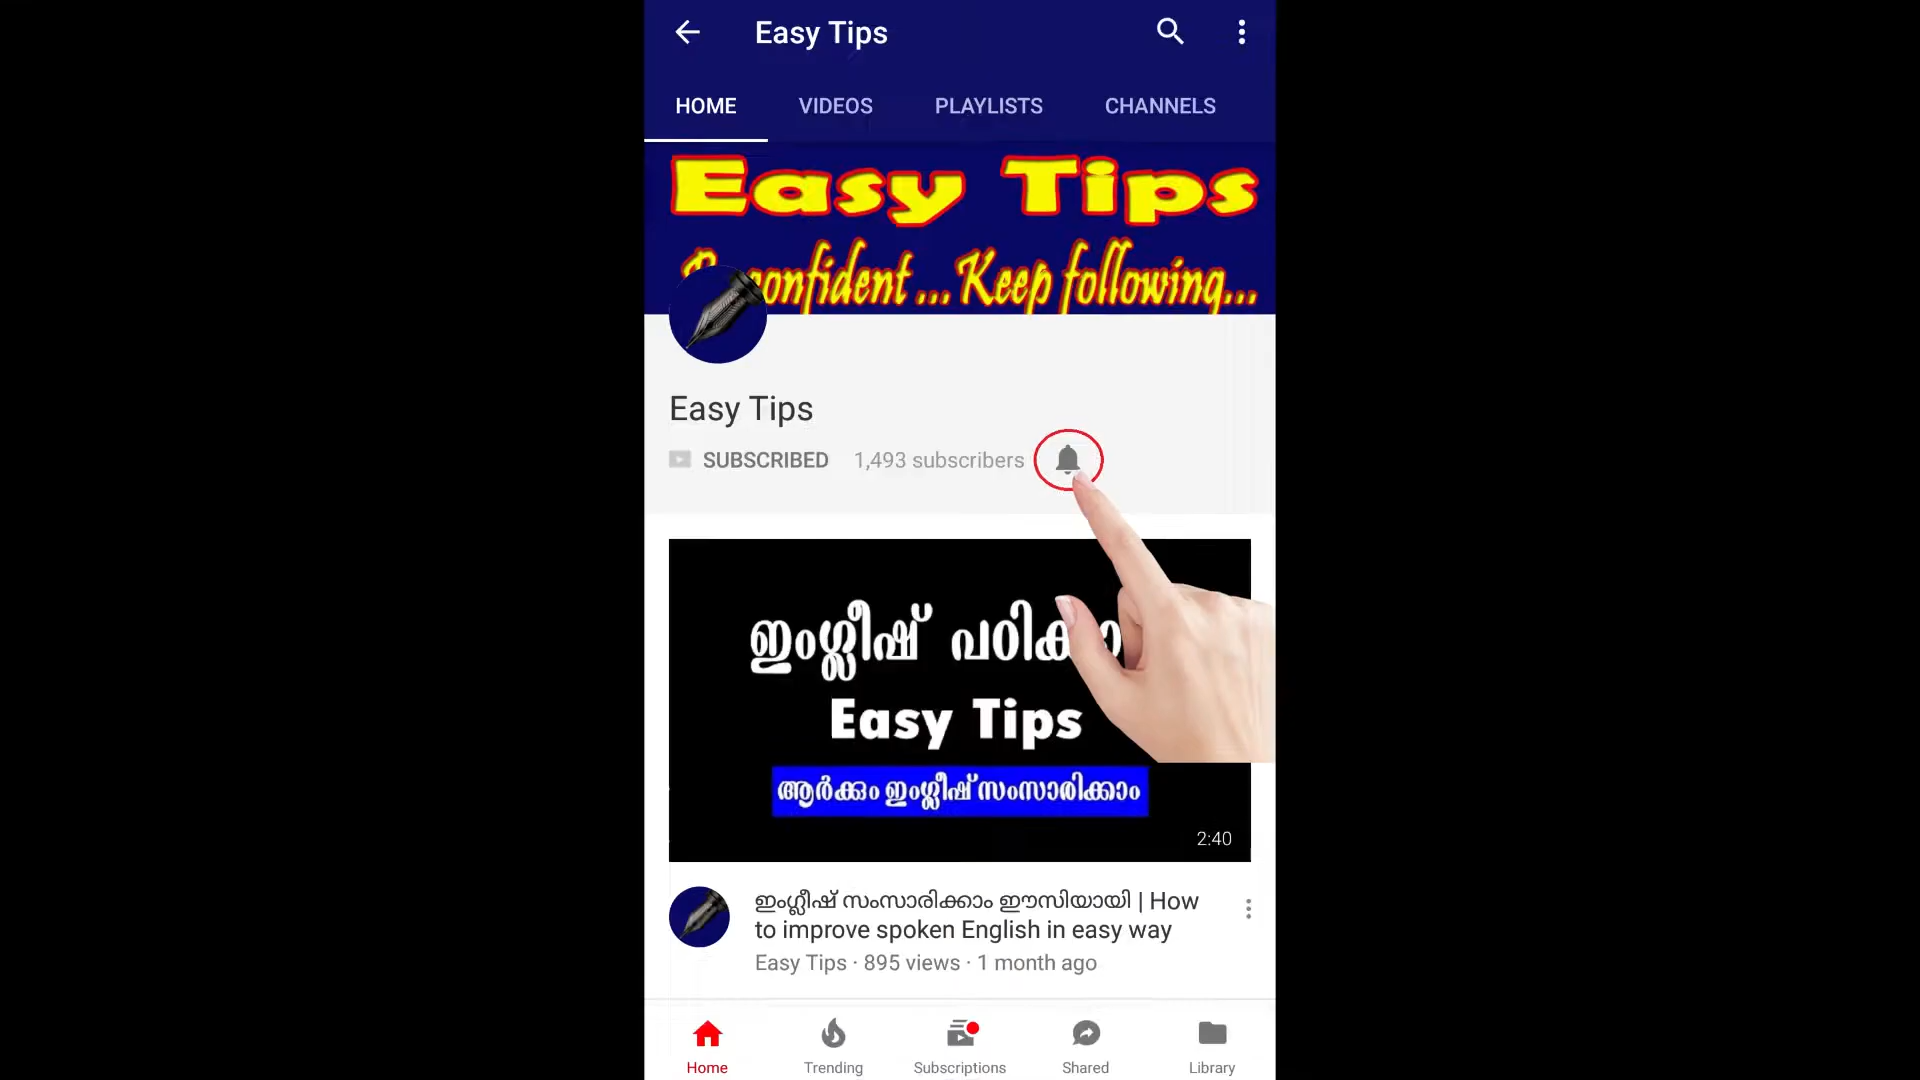 Easy Tips
HOME VIDEOS PLAYLISTS CHANNELS
Easy Tips
confident ... Keep following...
Easy Tips
SUBSCRIBED 1,493 subscribers
ഇംഗ്ലീഷ്
Easy Tips
ആർക്കും ഇംഗ്ലീഷ് സംസാരിക്കാം
2:40
ഇംഗ്ലീഷ് സംസാരിക്കാം ഈസിയായി | How
to improve spoken English in easy way
Easy Tips · 895 views · 1 month ago
Home Trending Subscriptions Shared Library